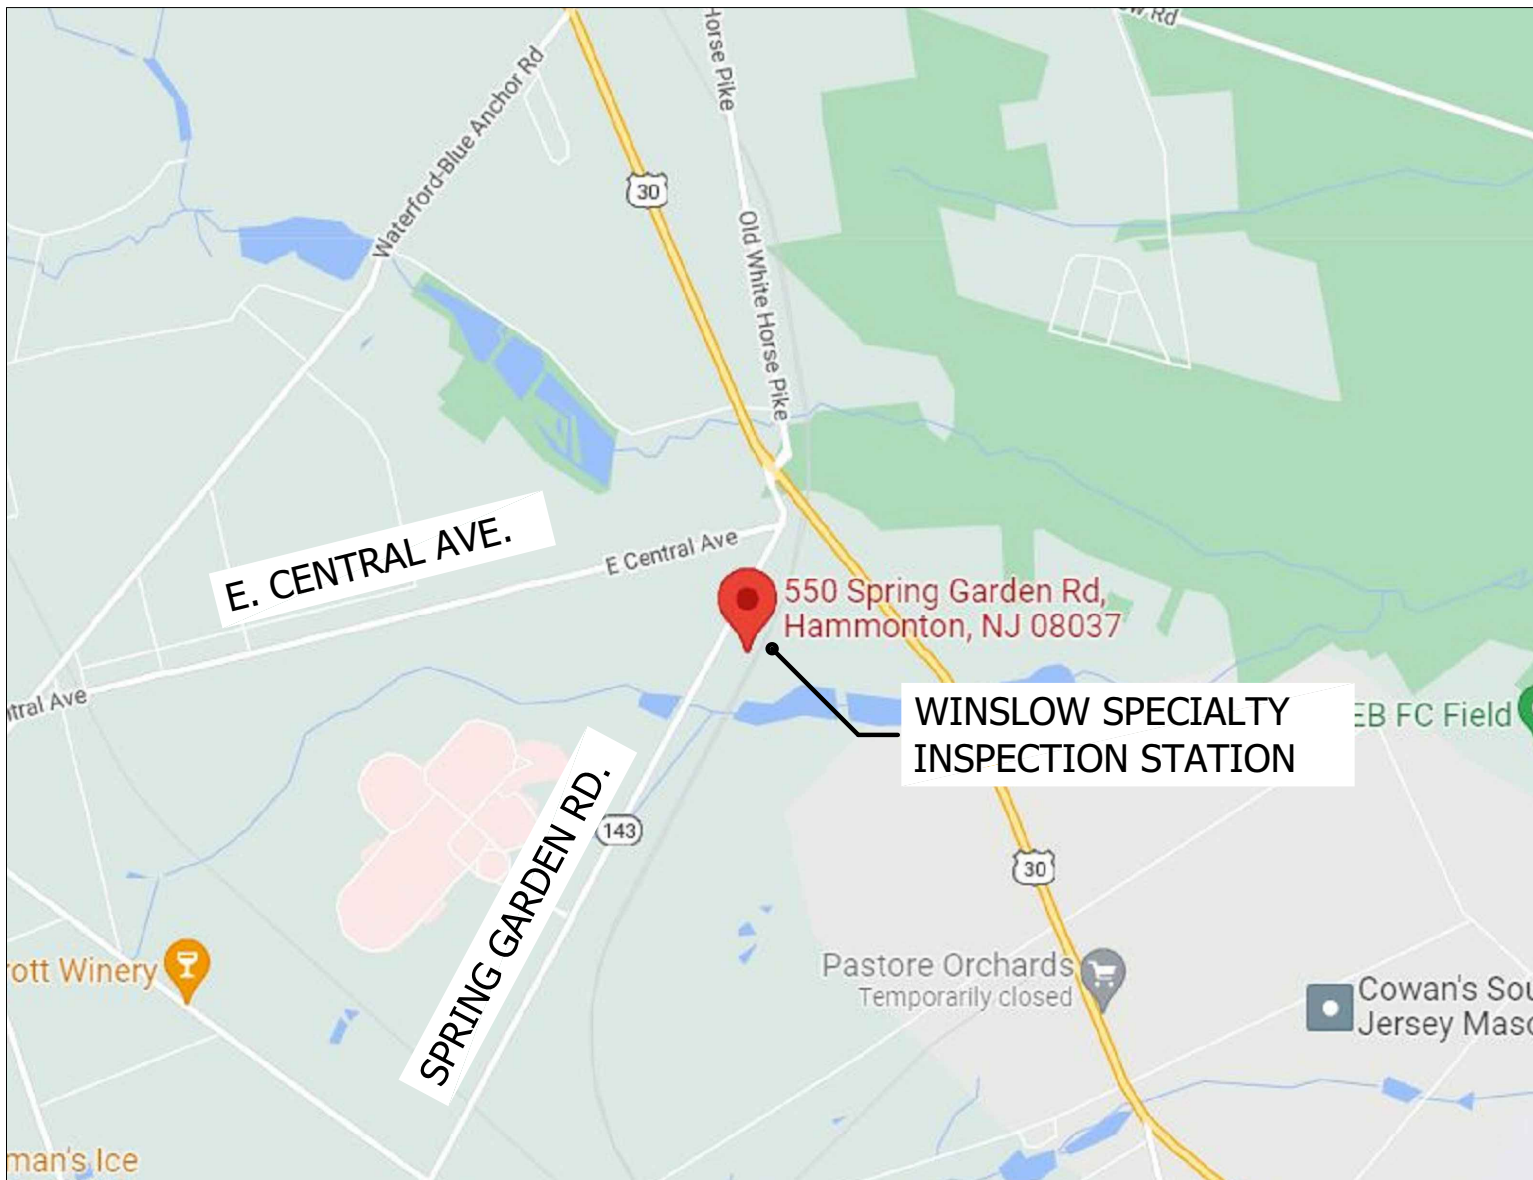 Horse Pike
Rd
Waterford-Blue Anchor Rd
30
Old White Horse Pike
E. CENTRAL AVE.
E Central Ave
550 Spring Garden Rd,
Hammonton, NJ 08037
Ave
WINSLOW SPECIALTY
INSPECTION STATION
EB FC Field
SPRING GARDEN RD.
143
30
Winery
Pastore Orchards
Temporarily closed
Cowan's Sou
Jersey Maso
man's Ice